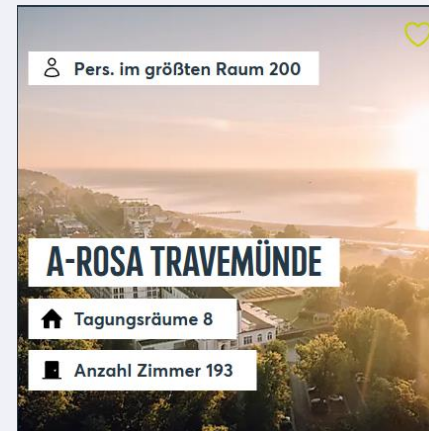 Pers. im größten Raum 200
A-ROSA TRAVEMÜNDE
Tagungsräume 8
Anzahl Zimmer 193